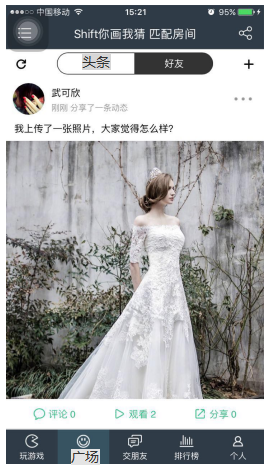 中国移动 15:21 95%
Shift你画我猜 匹配房间
头条 好友
武可欣
刚刚 分享了一条动态
我上传了一张照片，大家觉得怎么样?
评论 0 观看 2 分享 0
玩游戏 广场 交朋友 排行榜 个人